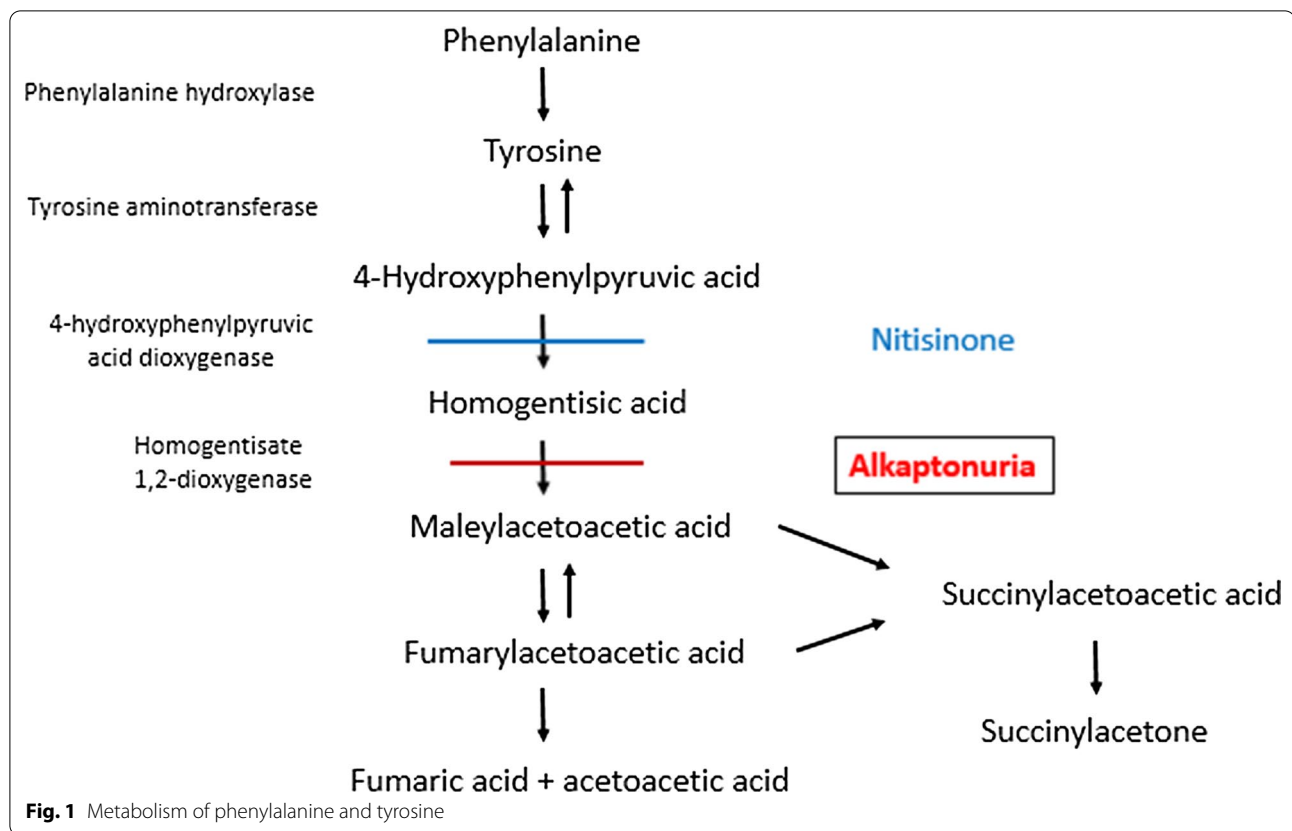 Phenylalanine
Phenylalanine hydroxylase
Tyrosine
Tyrosine aminotransferase
4-Hydroxyphenylpyruvic acid
4-hydroxyphenylpyruvic
acid dioxygenase
Nitisinone
Homogentisic acid
Homogentisate
1,2-dioxygenase
Alkaptonuria
Maleylacetoacetic acid
Succinylacetoacetic acid
Fumarylacetoacetic acid
Succinylacetone
Fumaric acid + acetoacetic acid
Fig. 1 Metabolism of phenylalanine and tyrosine